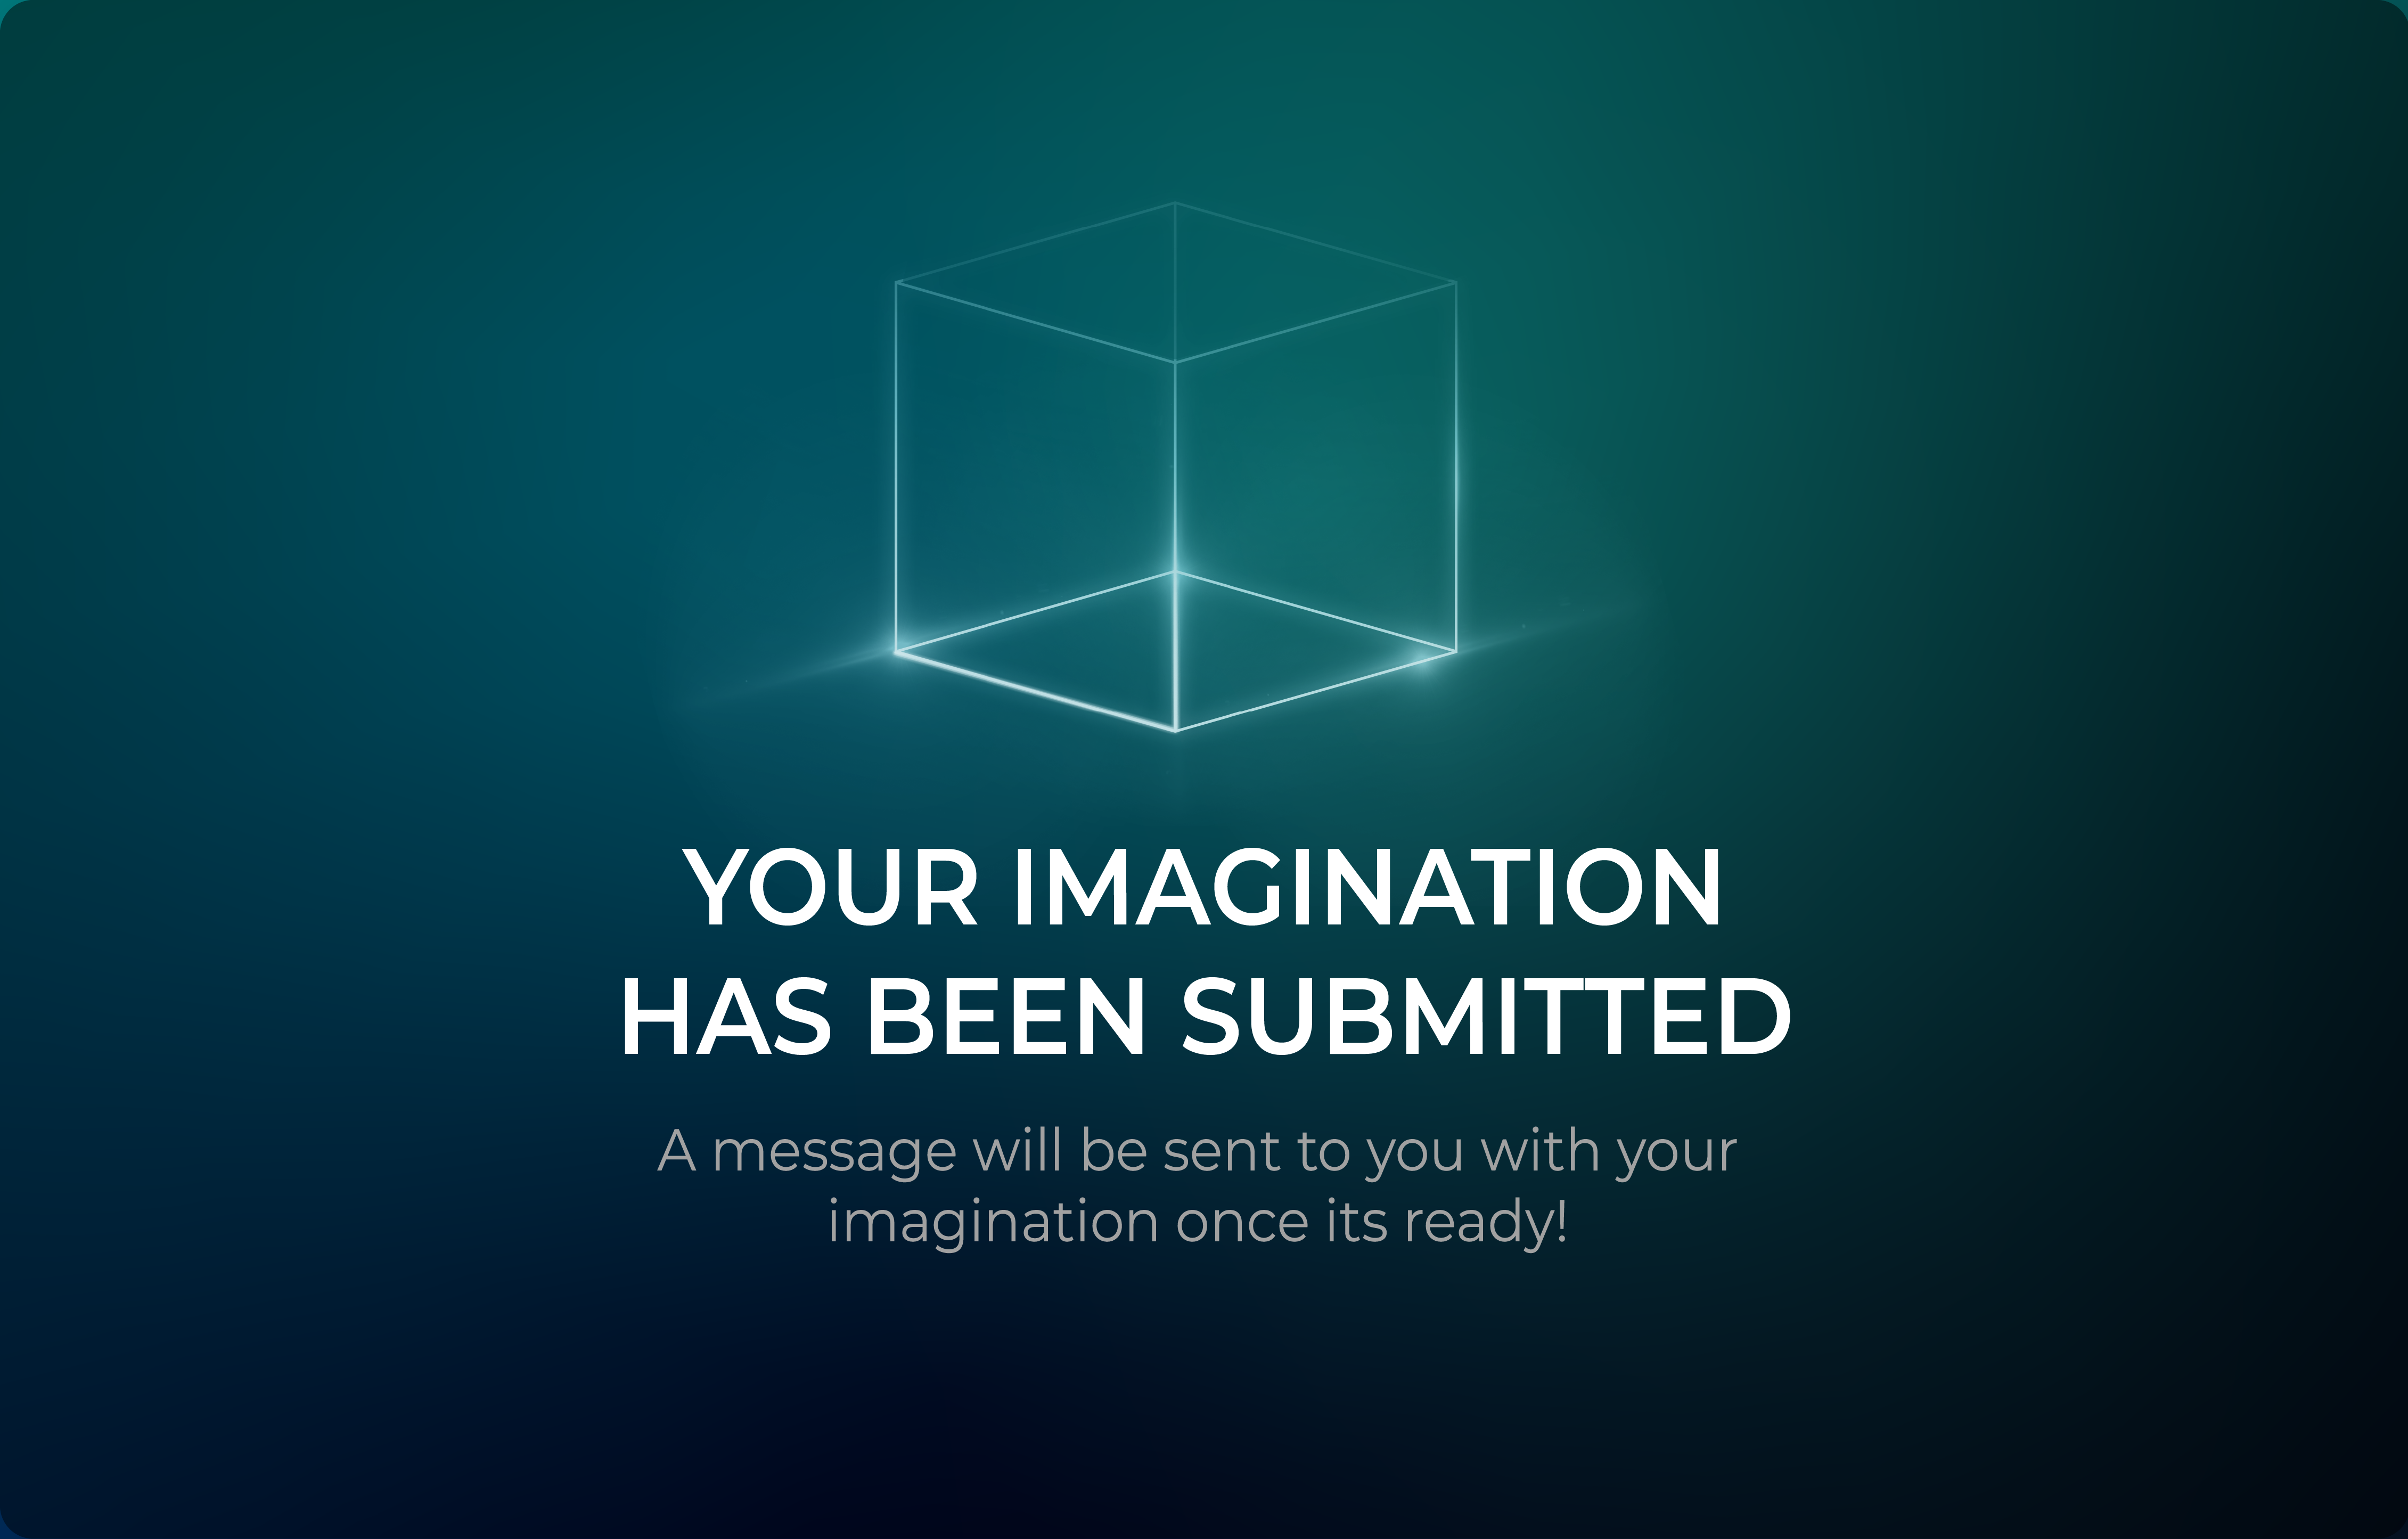 YOUR IMAGINATION
HAS BEEN SUBMITTED
A message will be sent to you with your
imagination once its ready!